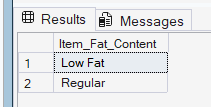 Results Messages
Item_Fat_Content
1 Low Fat
2 Regular